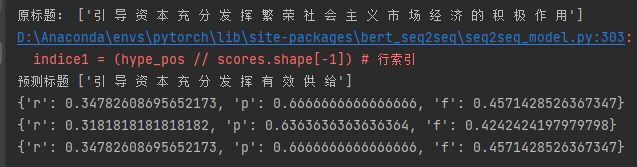 原标题: ['引 导 资 本 充 分 发 挥 繁 荣 社 会 主 义 市 场 经 济 的 积 极 作 用']
D:\Anaconda\envs\pytorch\lib\site-packages\bert_seq2seq\seq2seq_model.py:303:
indice1 = (hype_pos // scores.shape[-1]) # 行索引
预测标题 ['引 导 资 本 充 分 发 挥 有 效 供 给']
{'r': 0.34782608695652173, 'p': 0.6666666666666666, 'f': 0.4571428526367347}
{'r': 0.3181818181818182, 'p': 0.6363636363636364, 'f': 0.4242424197979798}
{'r': 0.34782608695652173, 'p': 0.6666666666666666, 'f': 0.4571428526367347}